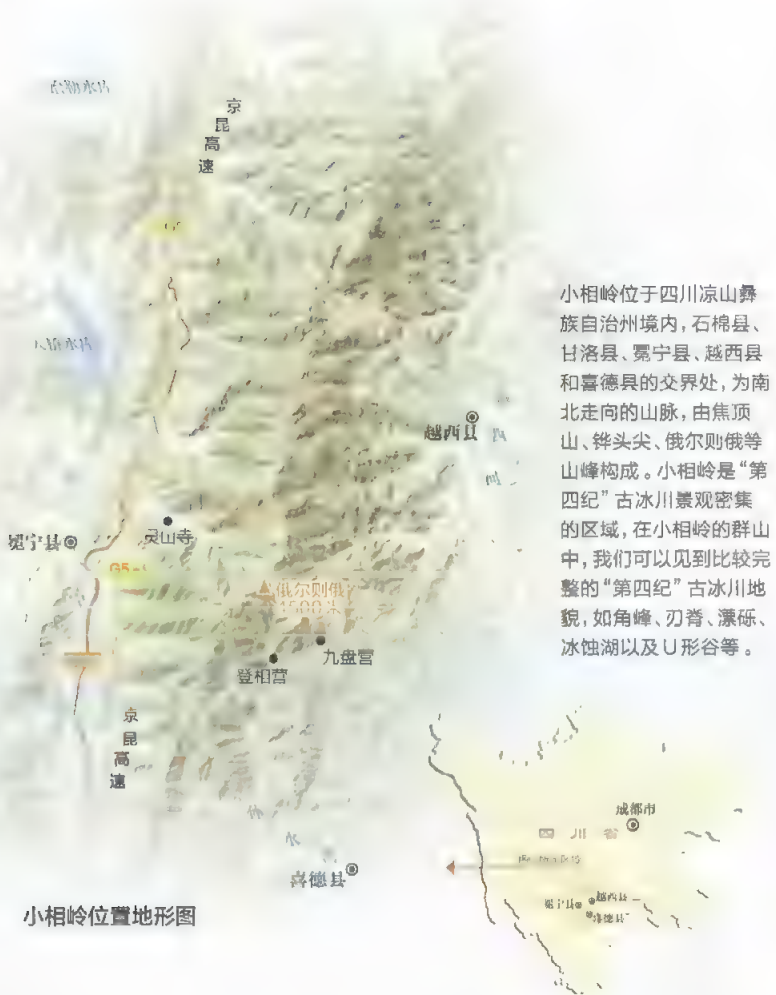 京
昆
高
速
越西县
冕宁县
灵山寺
G5
俄尔则俄
九盘营
登相营
京
昆
高
速
水
喜德县
小相岭位置地形图
小相岭位于四川凉山彝
族自治州境内，石棉县、
甘洛县、冕宁县、越西县
和喜德县的交界处，为南
北走向的山脉，由焦顶
山、铧头尖、俄尔则俄等
山峰构成。小相岭是“第
四纪”古冰川景观密集
的区域，在小相岭的群山
中，我们可以见到比较完
整的“第四纪”古冰川地
貌，如角峰、刃脊、漂砾、
冰蚀湖以及U形谷等。
成都市
四川省
冕宁县
越西县
喜德县